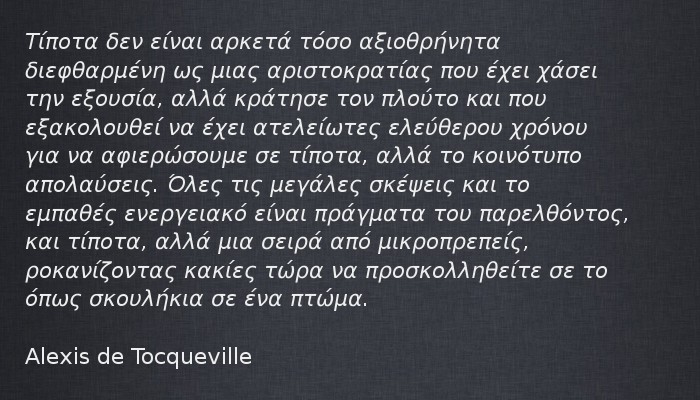 Τίποτα δεν είναι αρκετά τόσο αξιοθρήνητα
διεφθαρμένη ως μιας αριστοκρατίας που έχει χάσει
την εξουσία, αλλά κράτησε τον πλούτο και που
εξακολουθεί να έχει ατελείωτες ελεύθερου χρόνου
για να αφιερώσουμε σε τίποτα, αλλά το κοινότυπο
απολαύσεις. Όλες τις μεγάλες σκέψεις και το
εμπαθές ενεργειακό είναι πράγματα του παρελθόντος,
και τίποτα, αλλά μια σειρά από μικροπρεπείς,
ροκανίζοντας κακίες τώρα να προσκολληθείτε σε το
όπως σκουλήκια σε ένα πτώμα.
Alexis de Tocqueville